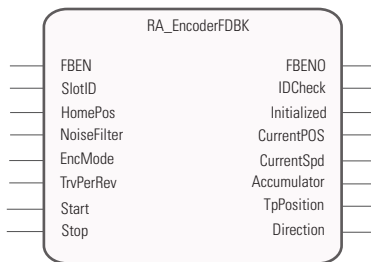 RA_EncoderFDBK
FBEN FBENO
SlotID IDCheck
HomePos Initialized
NoiseFilter CurrentPOS
EncMode CurrentSpd
TrvPerRev Accumulator
Start TpPosition
Stop Direction